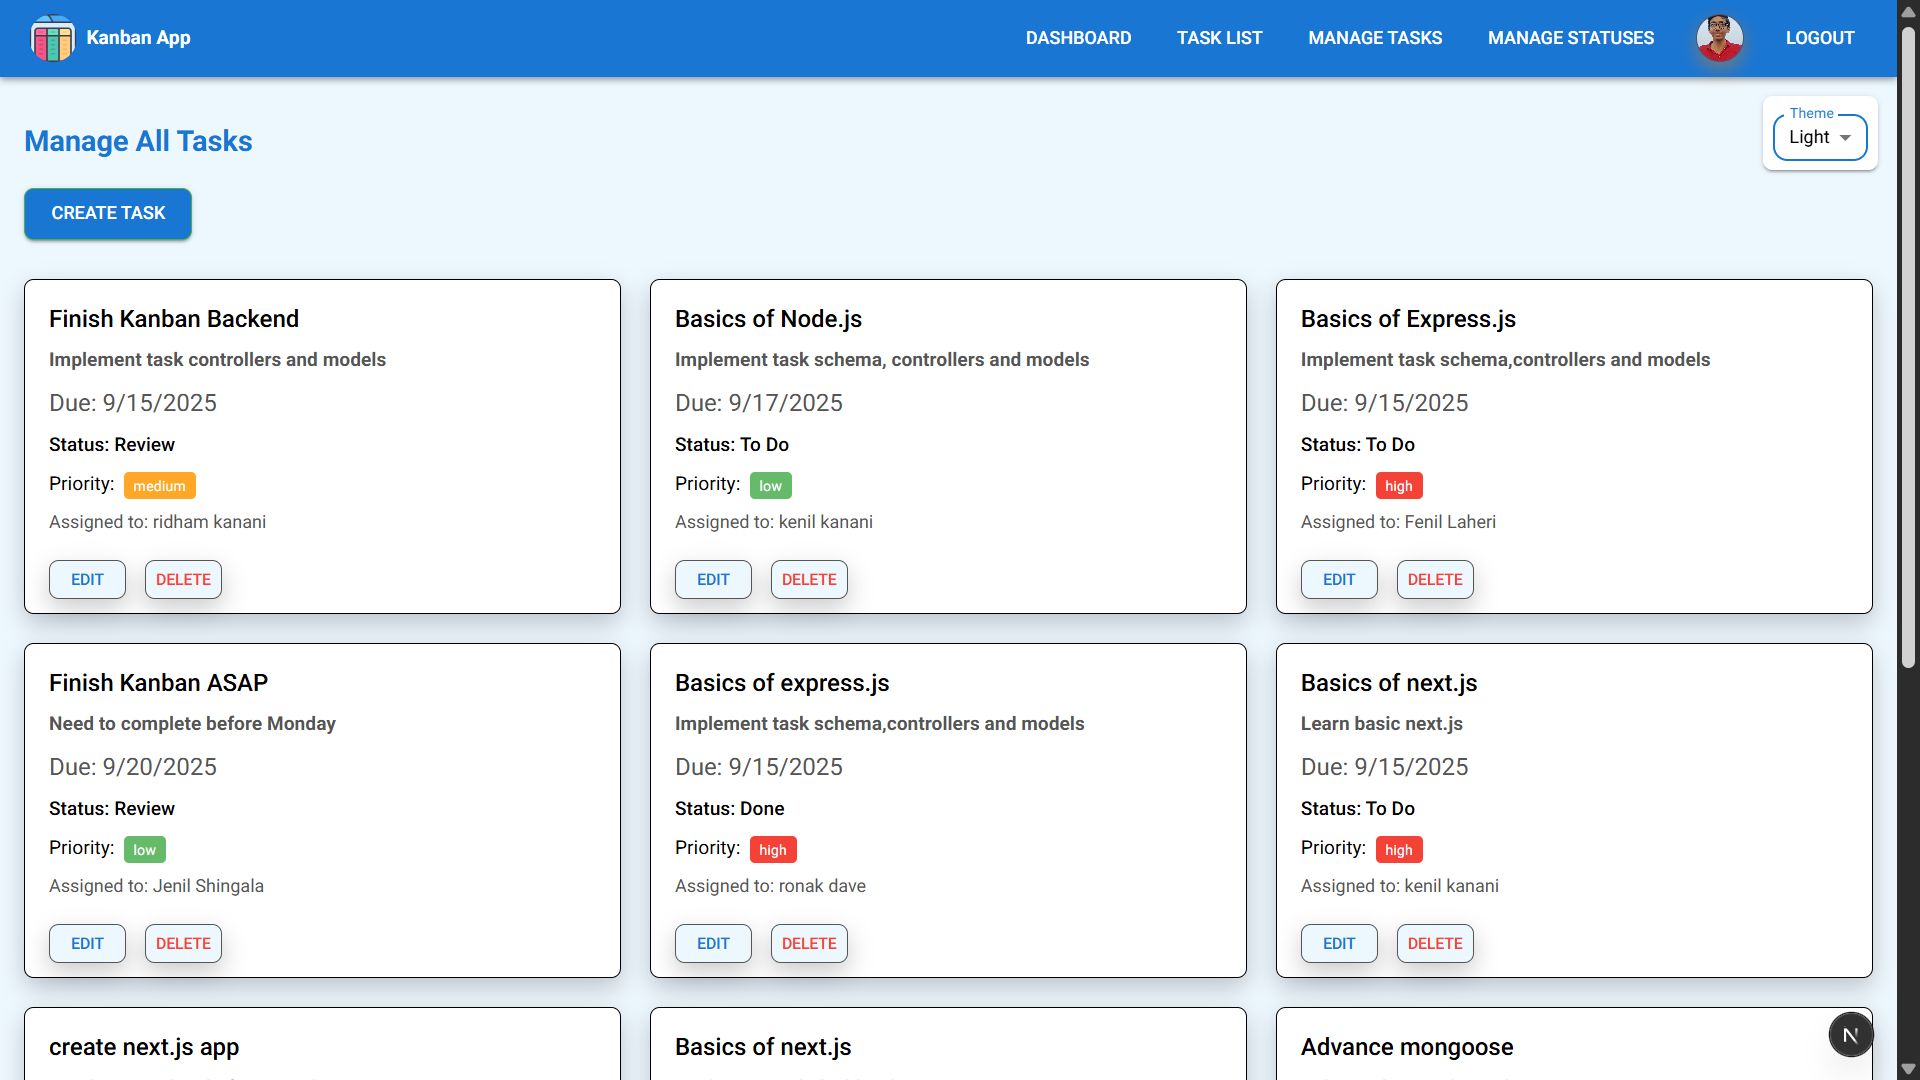 Kanban App
DASHBOARD
TASK LIST
MANAGE TASKS
MANAGE STATUSES
LOGOUT
Theme
Light
Manage All Tasks
CREATE TASK
Finish Kanban Backend
Implement task controllers and models
Due: 9/15/2025
Status: Review
Priority: medium
Assigned to: ridham kanani
EDIT DELETE
Basics of Node.js
Implement task schema, controllers and models
Due: 9/17/2025
Status: To Do
Priority: low
Assigned to: kenil kanani
EDIT DELETE
Basics of Express.js
Implement task schema,controllers and models
Due: 9/15/2025
Status: To Do
Priority: high
Assigned to: Fenil Laheri
EDIT DELETE
Finish Kanban ASAP
Need to complete before Monday
Due: 9/20/2025
Status: Review
Priority: low
Assigned to: Jenil Shingala
EDIT DELETE
Basics of express.js
Implement task schema,controllers and models
Due: 9/15/2025
Status: Done
Priority: high
Assigned to: ronak dave
EDIT DELETE
Basics of next.js
Learn basic next.js
Due: 9/15/2025
Status: To Do
Priority: high
Assigned to: kenil kanani
EDIT DELETE
create next.js app
Basics of next.js
Advance mongoose
N